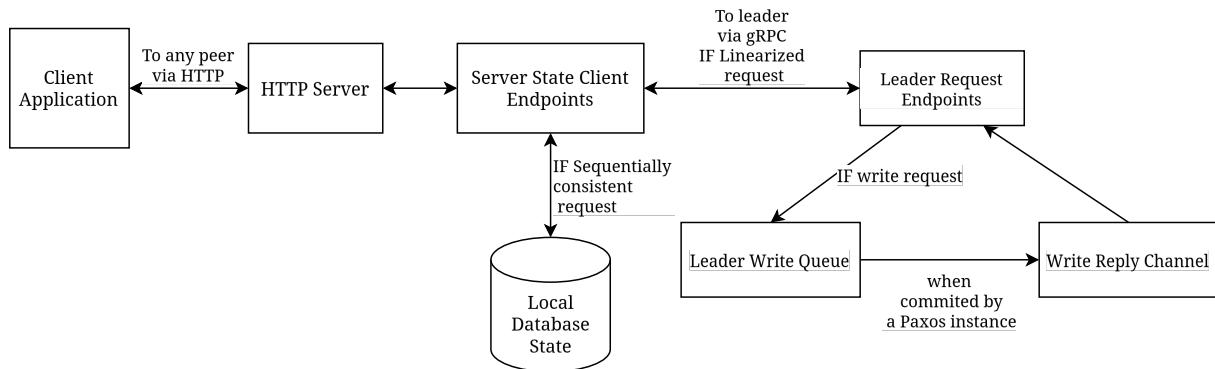 Client
Application
To any peer
via HTTP
HTTP Server
Server State Client
Endpoints
To leader
via gRPC
IF Linearized
request
Leader Request
Endpoints
IF Sequentially
consistent
request
IF write request
Leader Write Queue
Write Reply Channel
when
commited by
a Paxos instance
Local
Database
State